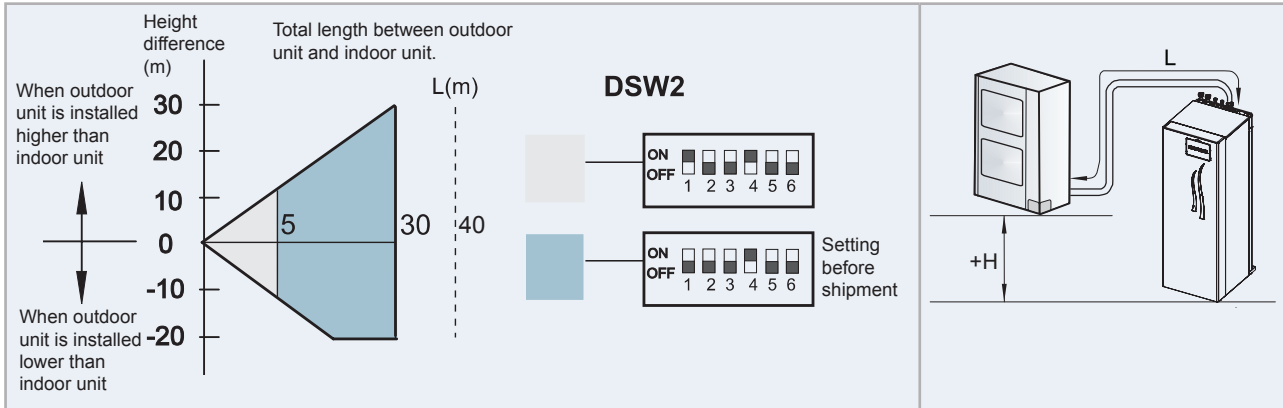 Height
difference
(m)
Total length between outdoor
unit and indoor unit.
When outdoor
unit is installed
higher than
indoor unit
When outdoor
unit is installed
lower than
indoor unit
30
20
10
0
-10
-20
L(m)
5
30
40
DSW2
ON
OFF
1 2 3 4 5 6
ON
OFF
1 2 3 4 5 6
Setting
before
shipment
L
+H